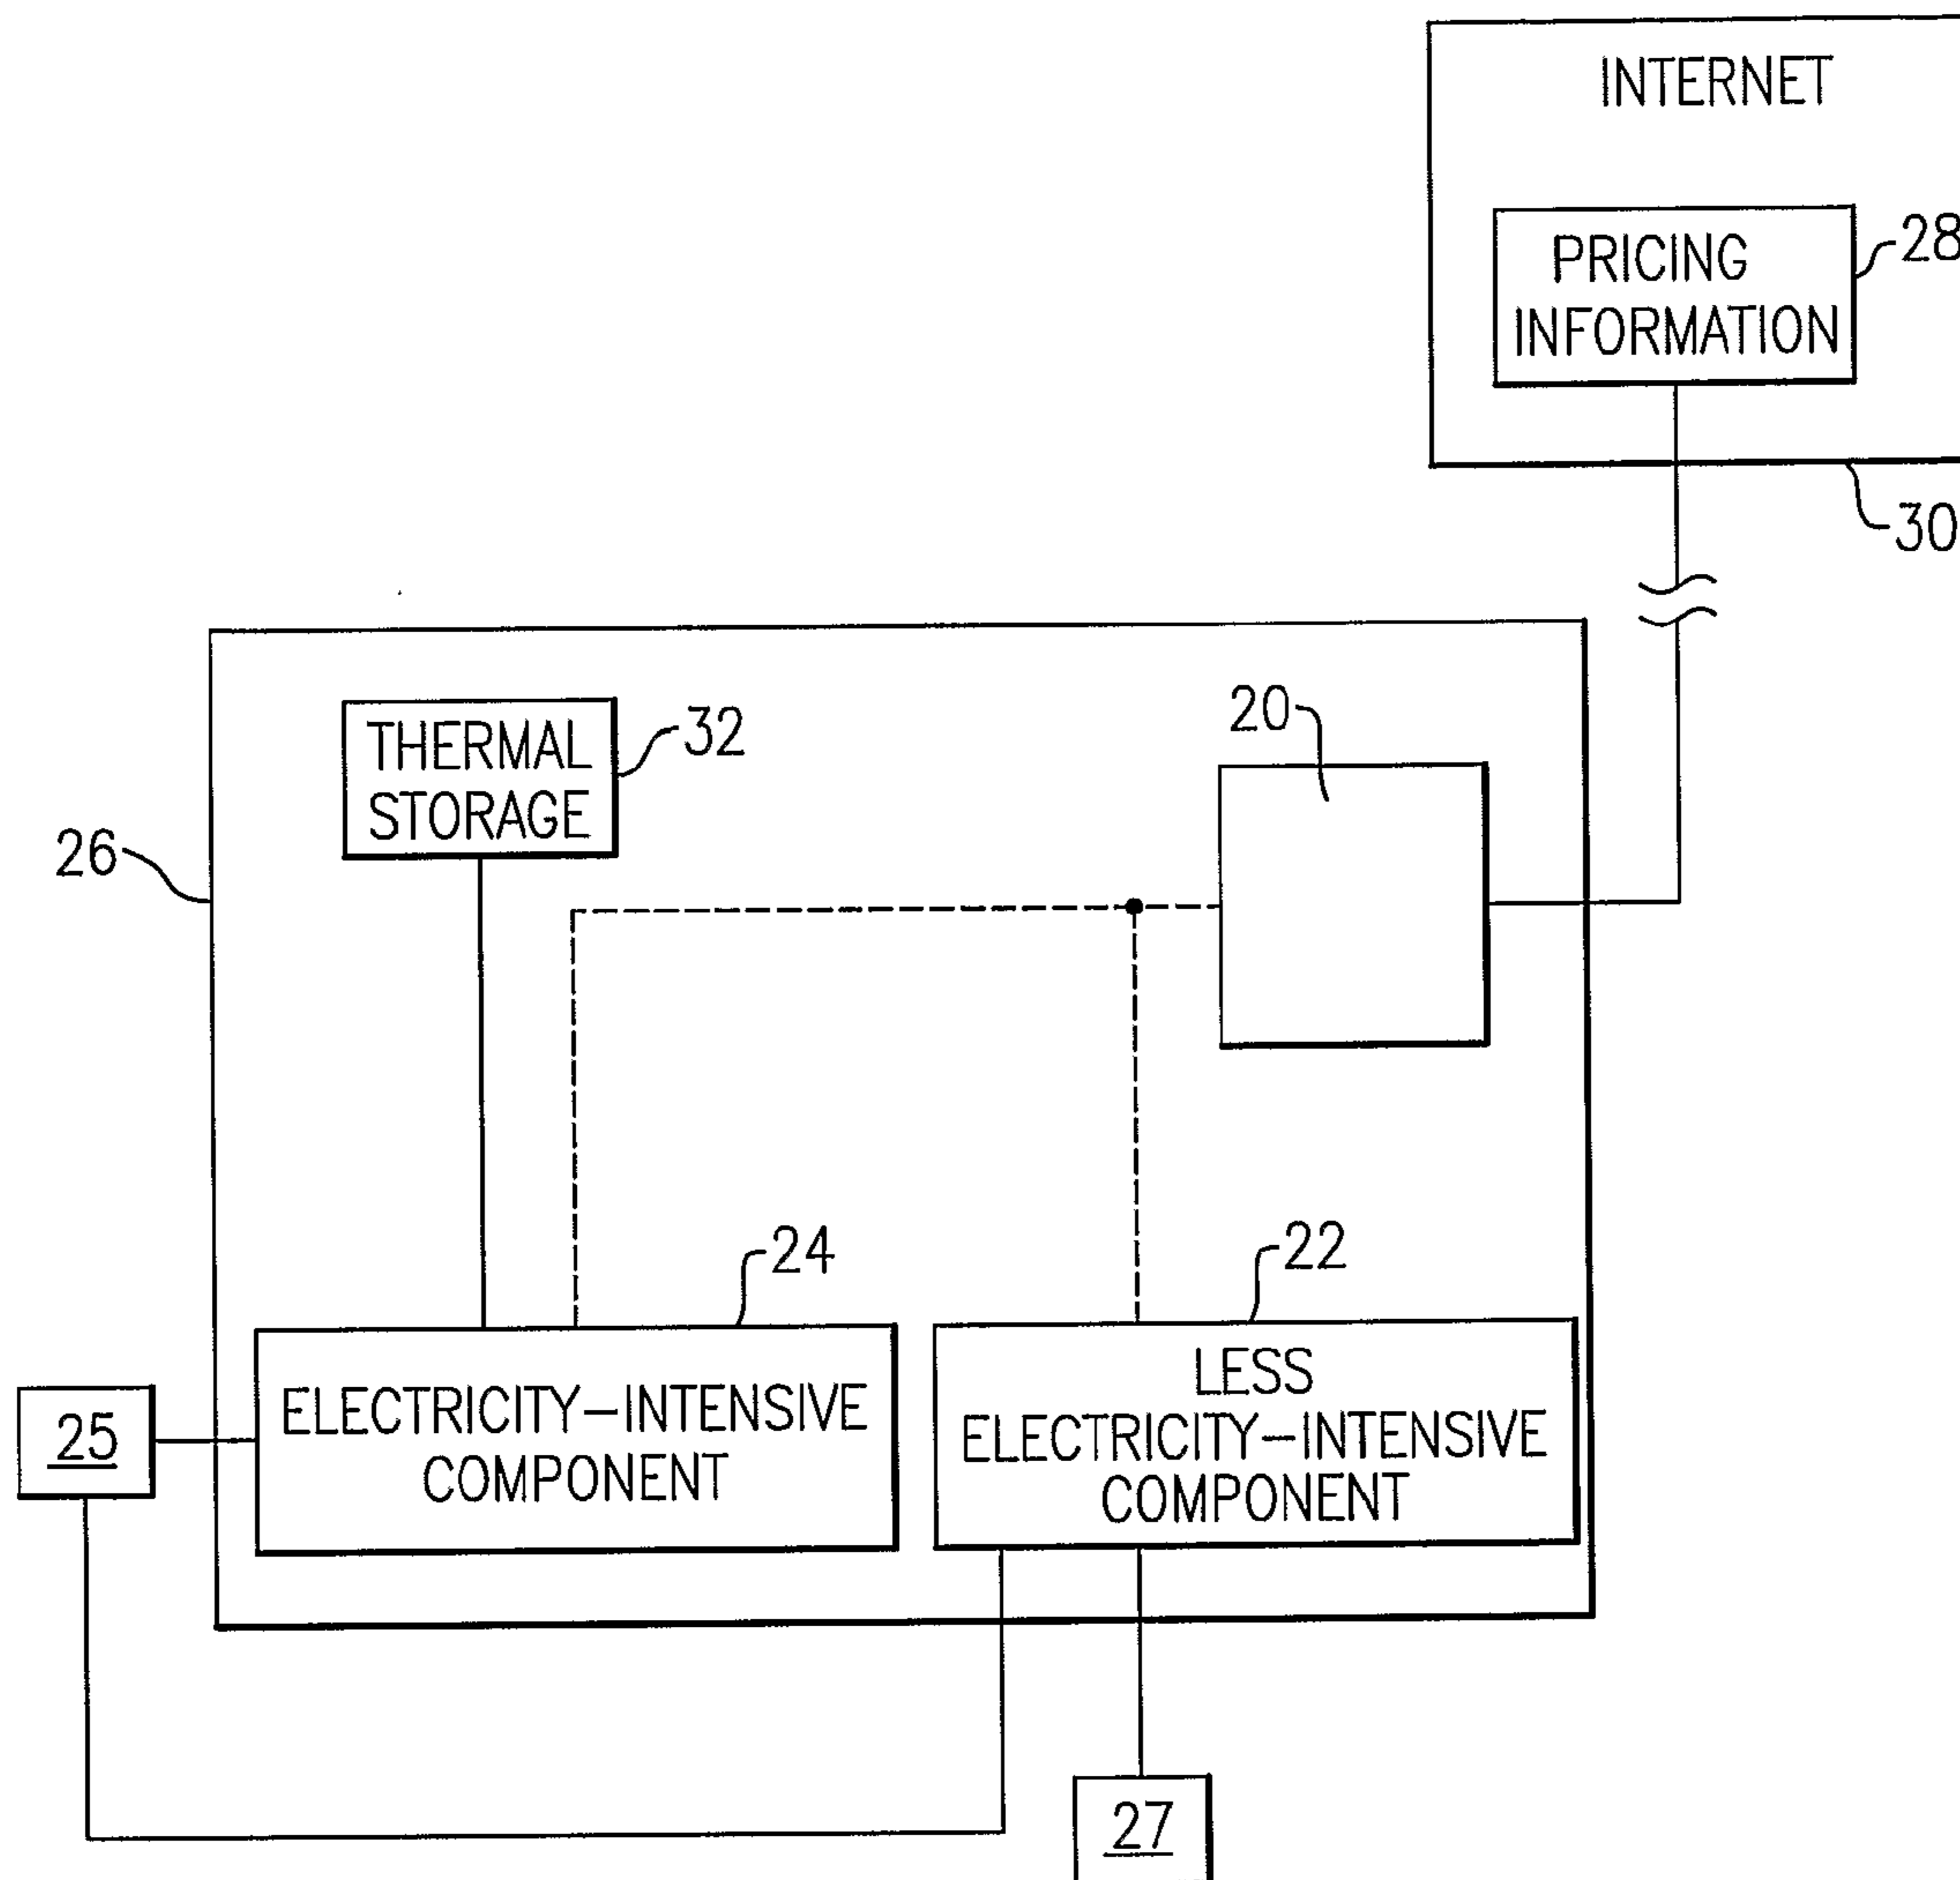 INTERNET
PRICING
INFORMATION
28
30
20
THERMAL
STORAGE
32
26
24
22
ELECTRICITY-INTENSIVE
COMPONENT
LESS
ELECTRICITY-INTENSIVE
COMPONENT
25
27